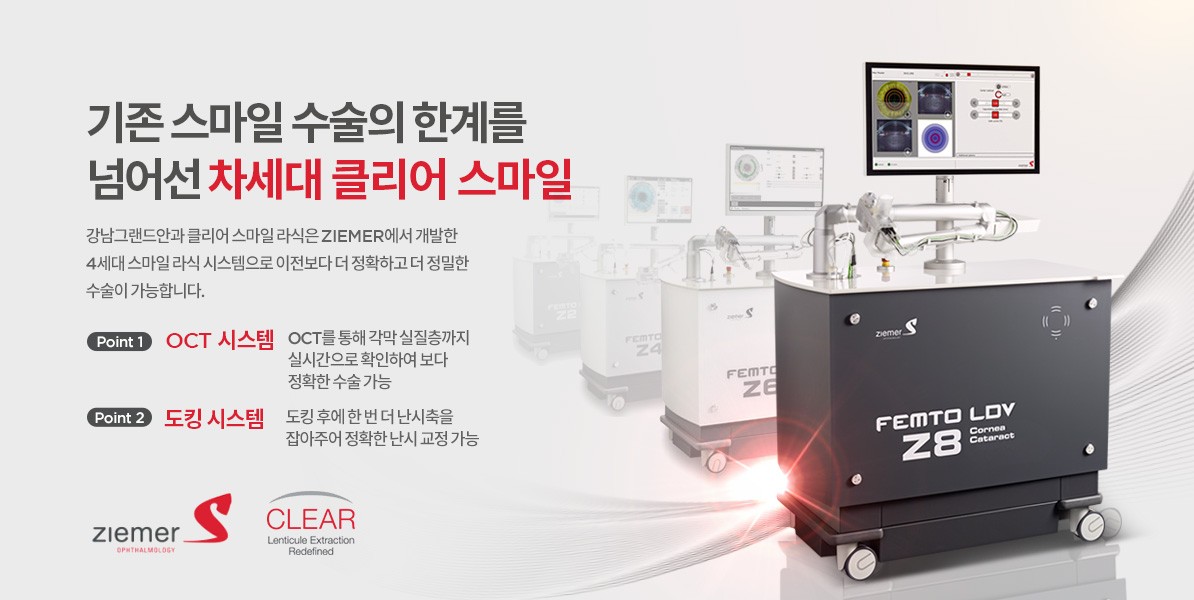 기존 스마일 수술의 한계를
넘어선 차세대 클리어 스마일
강남그랜드안과 클리어 스마일 라식은 ZIEMER에서 개발한
4세대 스마일 라식 시스템으로 이전보다 더 정확하고 더 정밀한
수술이 가능합니다.
Point 1 OCT 시스템
OCT를 통해 각막 실질층까지
실시간으로 확인하여 보다
정확한 수술 가능
Point 2 도킹 시스템
도킹 후에 한 번 더 난시축을
잡아주어 정확한 난시 교정 가능
ziemer
OPHTHALMOLOGY
CLEAR
Lenticule Extraction
Redefined
Z2
Z4
ziemer
FEMTO
Z6
ziemer
FEMTO LDV
Z8 Cornea
Cataract